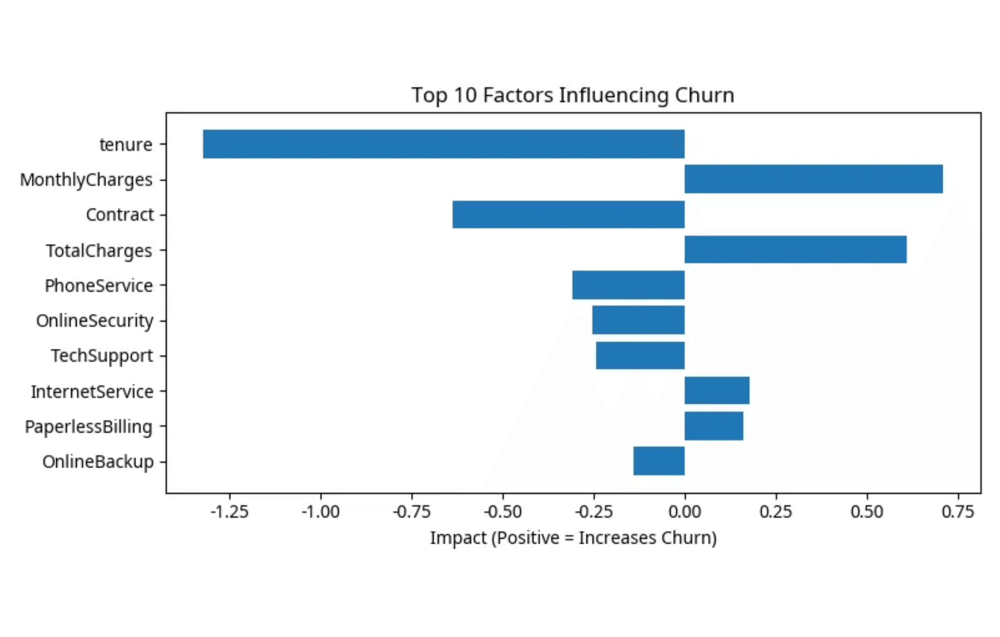 Top 10 Factors Influencing Churn
tenure
MonthlyCharges
Contract
TotalCharges
PhoneService
OnlineSecurity
TechSupport
InternetService
PaperlessBilling
OnlineBackup
-1.25 -1.00 -0.75 -0.50 -0.25 0.00 0.25 0.50 0.75
Impact (Positive = Increases Churn)